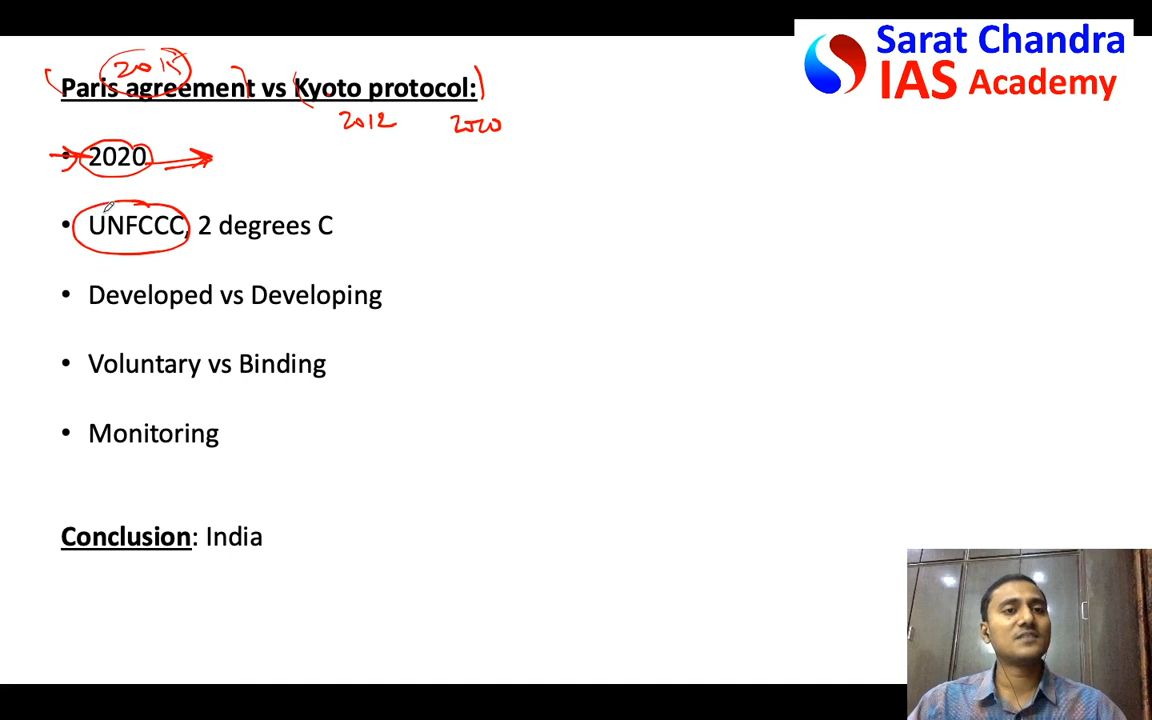 Sarat Chandra
IAS Academy
2015
Paris agreement vs Kyoto protocol:
2012 2020
• 2020
• UNFCCC, 2 degrees C
• Developed vs Developing
• Voluntary vs Binding
• Monitoring
Conclusion: India